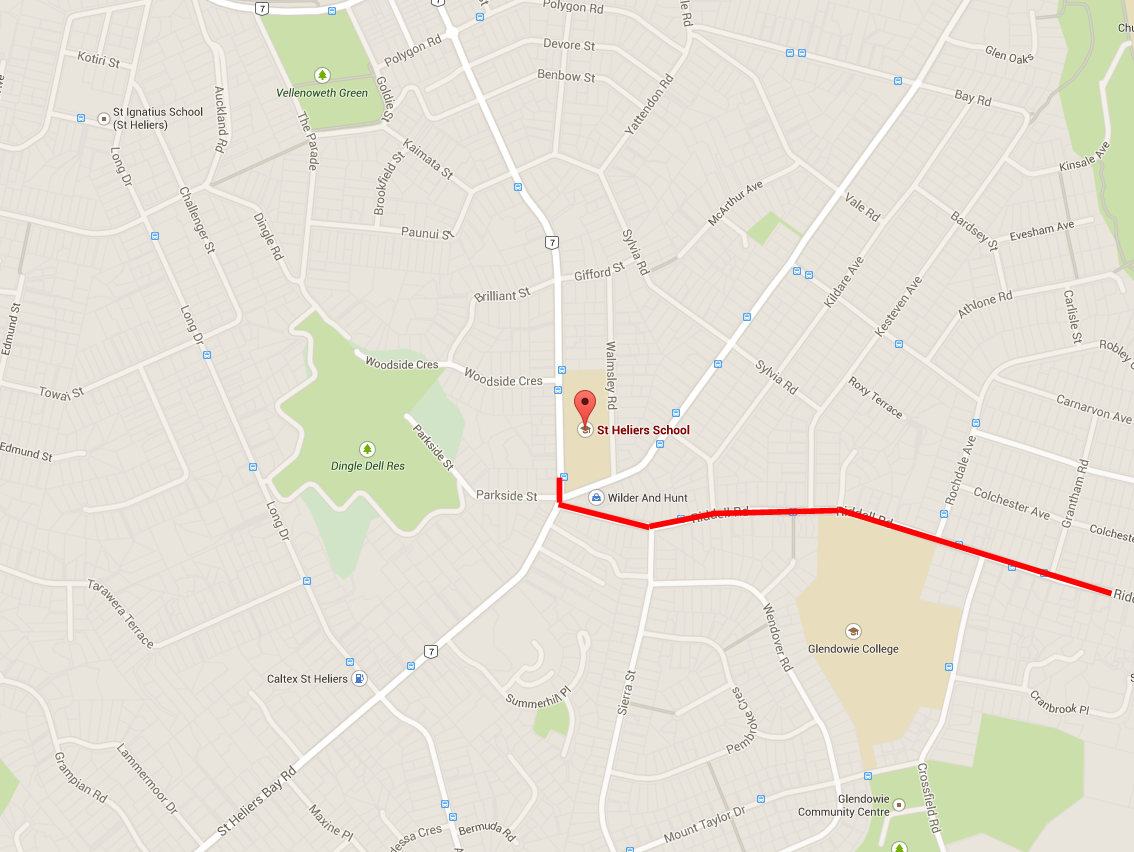 7
7
Polygon Rd
Kotiri St
Polygon Rd
Devore St
Benbow St
Vellenoweth Green
Goldie St
Yattendon Rd
Glen Oaks
Bay Rd
St Ignatius School
(St Heliers)
Auckland Rd
The Parade
Long Dr
Kaimata St
Brookfield St
Kinsale Ave
Challenger St
McArthur Ave
Vale Rd
Dingle Rd
Paunui St
7
Sylvia Rd
Bardsey St
Evesham Ave
Gifford St
Brilliant St
Kildare Ave
Kesteven Ave
Athlone Rd
Carlisle St
Edmund St
Long Dr
Walmsley Rd
Woodside Cres
Woodside Cres
Sylvia Rd
Roxy Terrace
Robley
Towai St
Carnarvon Ave
St Heliers School
Parkside St
Edmund St
Dingle Dell Res
Rochdale Ave
Grantham Rd
Parkside St
Wilder And Hunt
Colchester Ave
Long Dr
Riddell Rd
Riddell Rd
Colchester
Tarawera Terrace
Ridd
Wendover Rd
Glendowie College
7
Caltex St Heliers
Summerhill Pl
Sierra St
Pembroke Cres
Cranbrook Pl
Lammermoor Dr
Grampian Rd
St Heliers Bay Rd
Crossfield Rd
Maxine Pl
Glendowie
Community Centre
Mount Taylor Dr
dessa Cres
Bermuda Rd